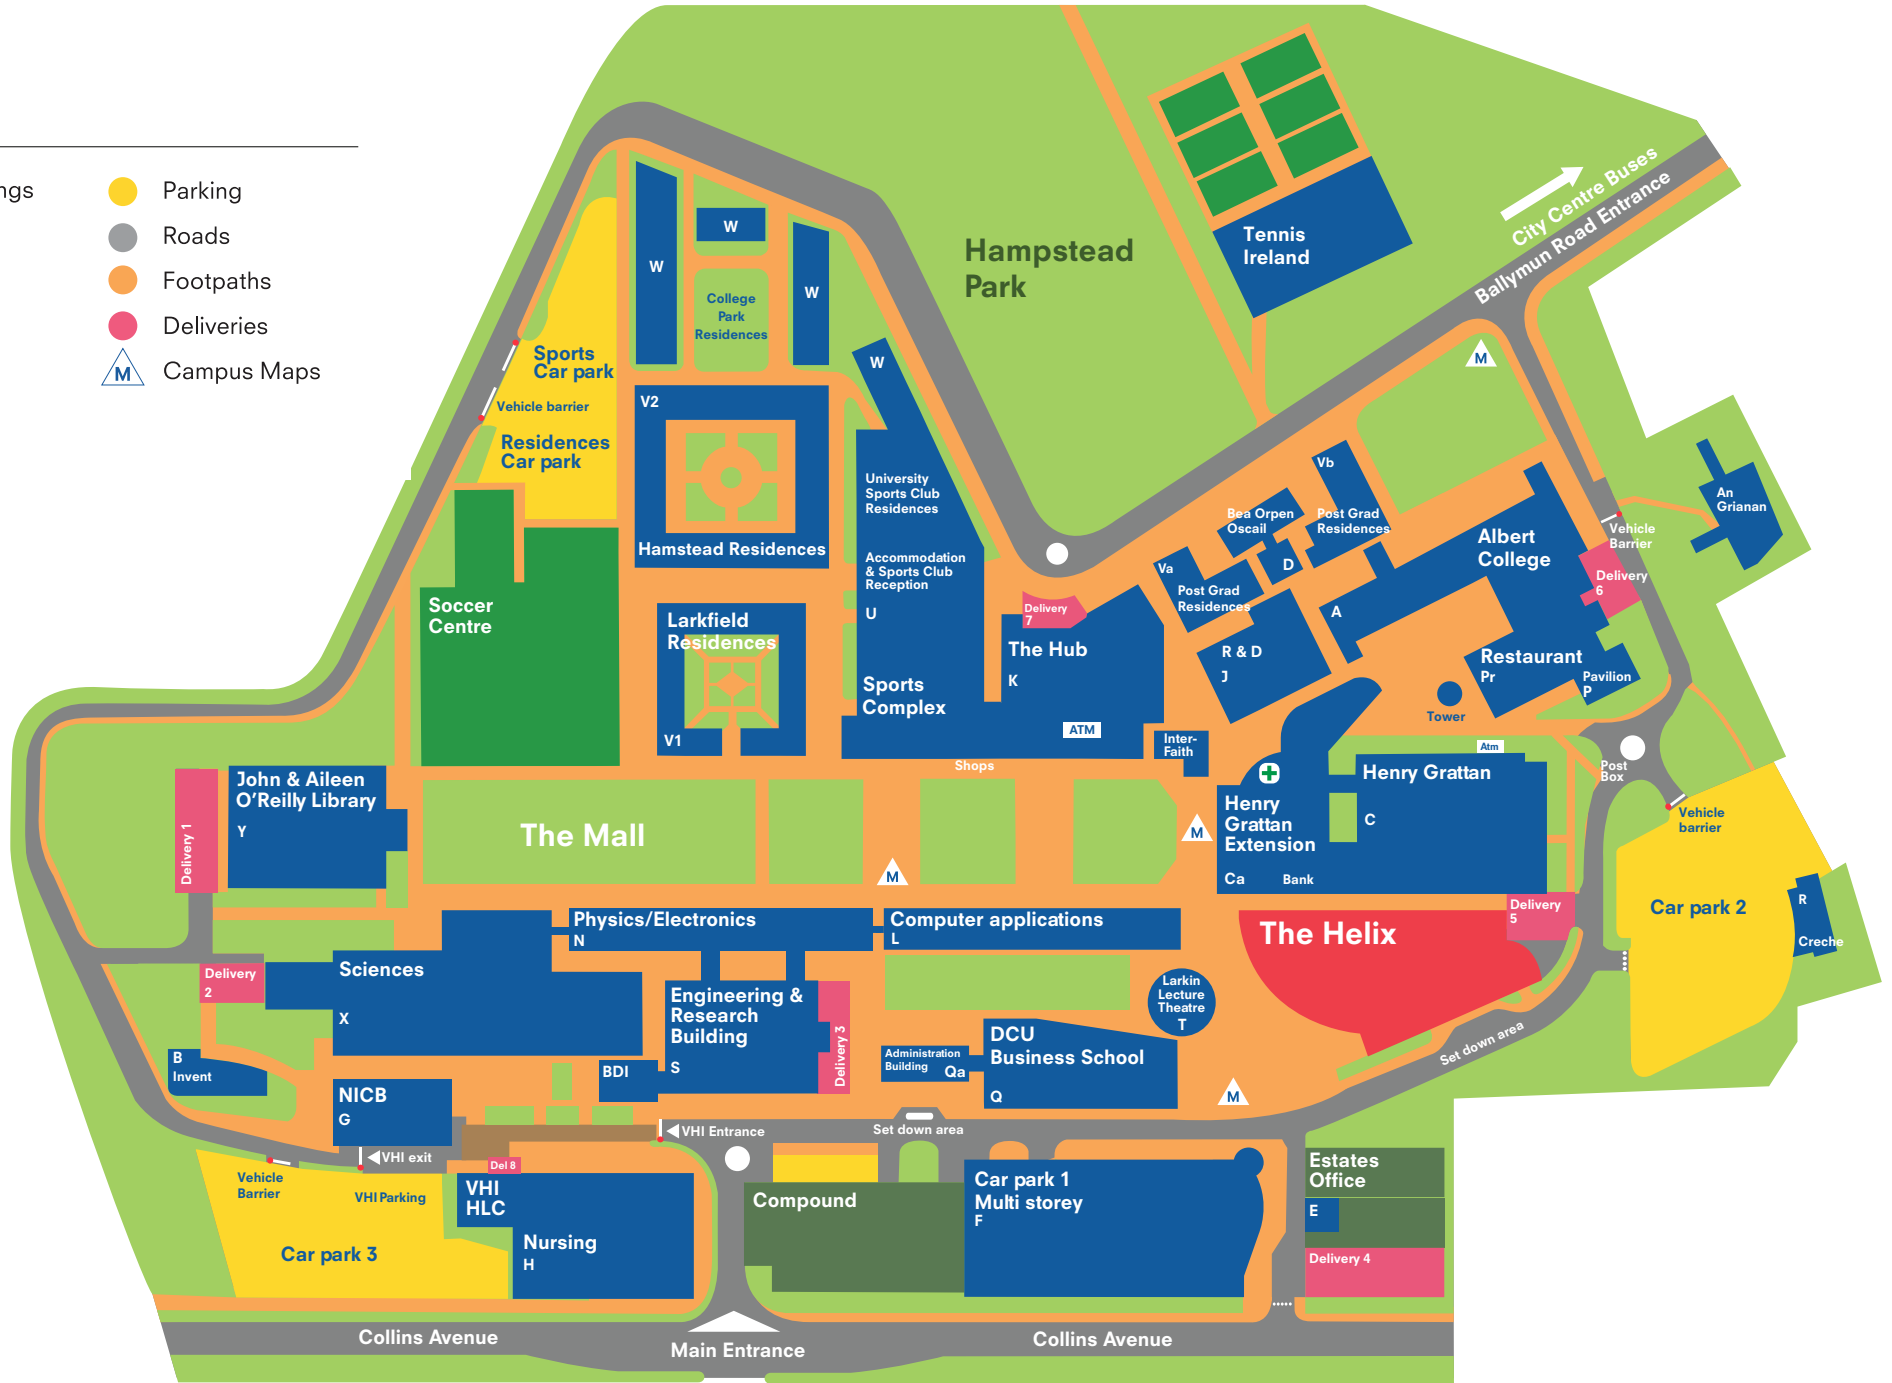 ngs
Parking
Roads
Footpaths
Deliveries
M
Campus Maps
Hampstead
Park
Tennis
Ireland
City Centre Buses
Ballymun Road Entrance
M
W
W
W
W
College
Park
Residences
Sports
Car park
Vehicle barrier
Residences
Car park
V2
Hamstead Residences
University
Sports Club
Residences
Accommodation
& Sports Club
Reception
U
Sports
Complex
Soccer
Centre
Larkfield
Residences
V1
Delivery
7
The Hub
K
ATM
Shops
Inter-
Faith
Va
Post Grad
Residences
Bea Orpen
Oscail
D
Vb
Post Grad
Residences
R & D
J
A
Albert
College
Restaurant
Pr
Pavilion
P
Tower
Delivery
6
Vehicle
Barrier
An
Grianan
John & Aileen
O'Reilly Library
Y
Delivery 1
The Mall
M
M
Henry
Grattan
Extension
Ca
Bank
Henry Grattan
C
Atm
Post
Box
Vehicle
barrier
Car park 2
R
Creche
Delivery
5
The Helix
Physics/Electronics
N
Computer applications
L
Sciences
X
Delivery
2
B
Invent
NICB
G
BDI
Engineering &
Research
Building
S
Delivery 3
Administration
Building
Qa
DCU
Business School
Q
Larkin
Lecture
Theatre
T
M
Set down area
VHI Entrance
Set down area
VHI exit
Del 8
Vehicle
Barrier
VHI Parking
Car park 3
VHI
HLC
Nursing
H
Compound
Car park 1
Multi storey
F
Estates
Office
E
Delivery 4
Collins Avenue
Main Entrance
Collins Avenue